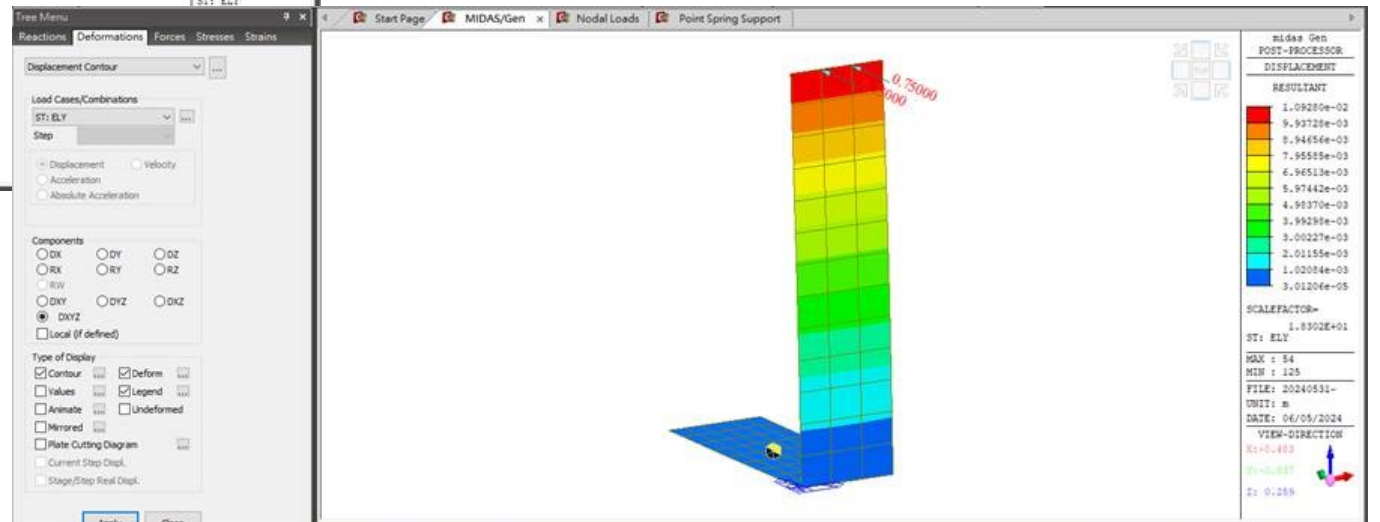 ST: ELY
Tree Menu
Reactions Deformations Forces Stresses Strains
Displacement Contour
...
Load Cases/Combinations
ST: ELY
...
Step
Displacement Velocity
Acceleration
Absolute Acceleration
Components
DX DY DZ
RX RY RZ
RW
DXY DYZ DXZ
DXYZ
Local (if defined)
Type of Display
Contour ... Deform ...
Values ... Legend ...
Animate ... Undeformed
Mirrored ...
Plate Cutting Diagram ...
Current Step Displ.
Stage/Step Real Displ.
Apply Close
Start Page MIDAS/Gen Nodal Loads Point Spring Support
0.75000
TOP
midas Gen
POST-PROCESSOR
DISPLACEMENT
RESULTANT
1.09280e-02
9.93728e-03
8.94656e-03
7.95585e-03
6.96513e-03
5.97442e-03
4.98370e-03
3.99298e-03
3.00227e-03
2.01155e-03
1.02084e-03
3.01206e-05
SCALEFACTOR=
1.8302E+01
ST: ELY
MAX : 54
MIN : 125
FILE: 20240531-
UNIT: m
DATE: 06/05/2024
VIEW-DIRECTION
X:-0.483
Z: 0.259